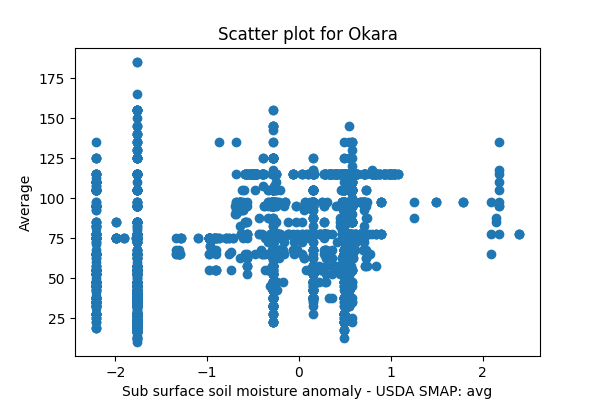 Scatter plot for Okara
175
150
125
100
75
50
25
Average
−2 −1 0 1 2
Sub surface soil moisture anomaly - USDA SMAP: avg